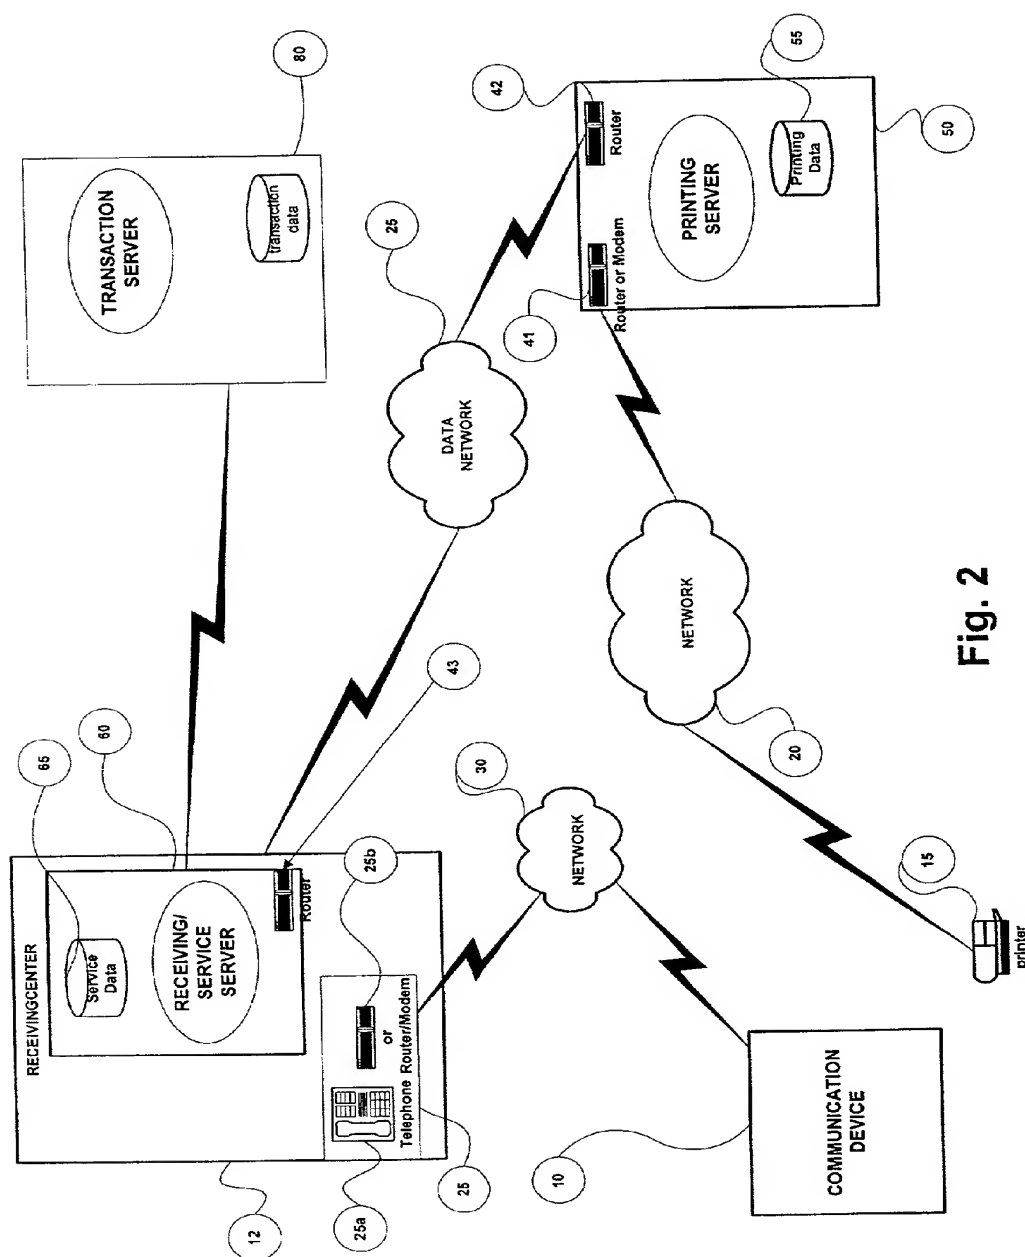 RECEIVINGCENTER
Service
Data
RECEIVING/
SERVICE
SERVER
Router
or
Telephone Router/Modem
12
25a
25
25b
65
60
43
TRANSACTION
SERVER
transaction
data
80
DATA
NETWORK
25
NETWORK
30
NETWORK
20
COMMUNICATION
DEVICE
10
printer
15
Router or Modem
41
Router
42
PRINTING
SERVER
Printing
Data
55
50
Fig. 2